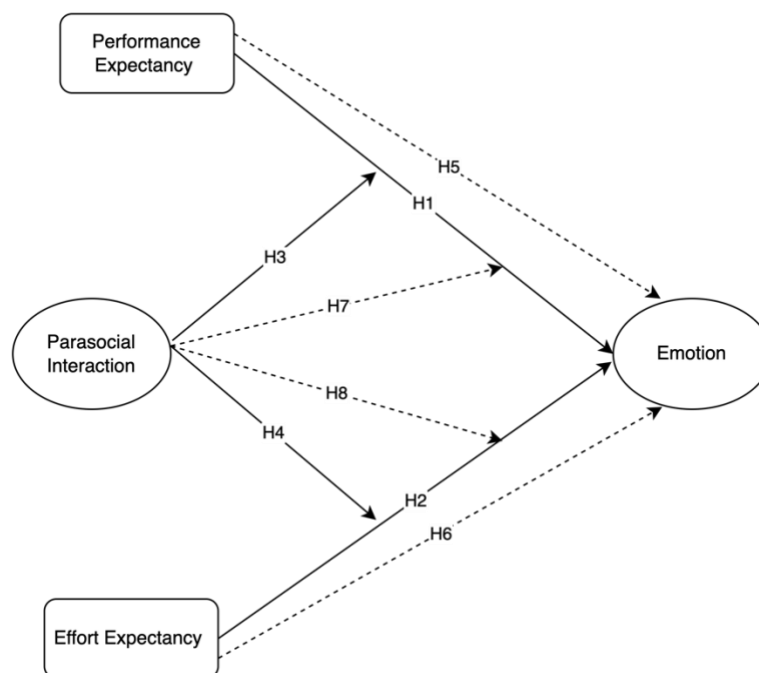 Performance
Expectancy
H5
H1
H3
H7
Parasocial
Interaction
Emotion
H8
H4
H2
H6
Effort Expectancy